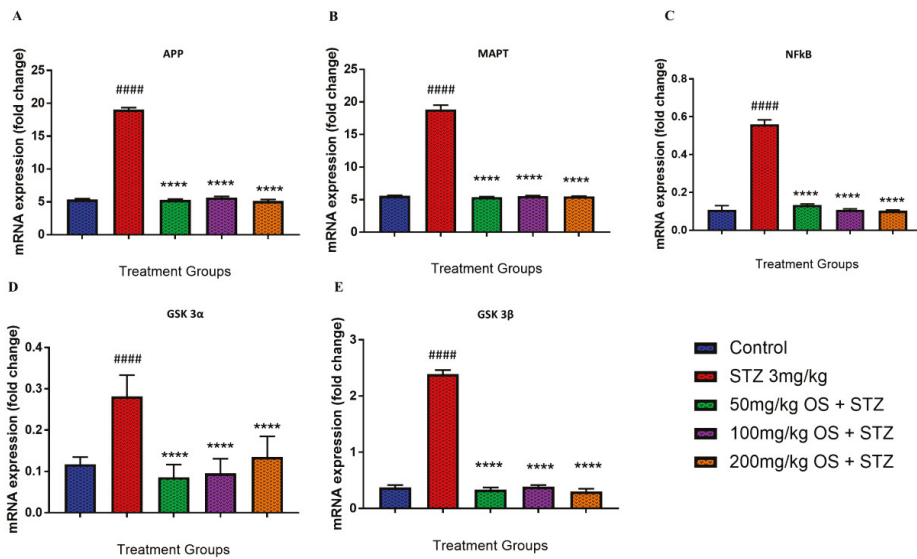 A
APP
mRNA expression (fold change)
25
20
15
10
5
0
####
****
****
****
Treatment Groups
B
MAPT
mRNA expression (fold change)
25
20
15
10
5
0
####
****
****
****
Treatment Groups
C
NFkB
mRNA expression (fold change)
0.8
0.6
0.4
0.2
0.0
####
****
****
****
Treatment Groups
D
GSK 3α
mRNA expression (fold change)
0.4
0.3
0.2
0.1
0.0
####
****
****
****
Treatment Groups
E
GSK 3β
mRNA expression (fold change)
3
2
1
0
####
****
****
****
Treatment Groups
Control
STZ 3mg/kg
50mg/kg OS + STZ
100mg/kg OS + STZ
200mg/kg OS + STZ